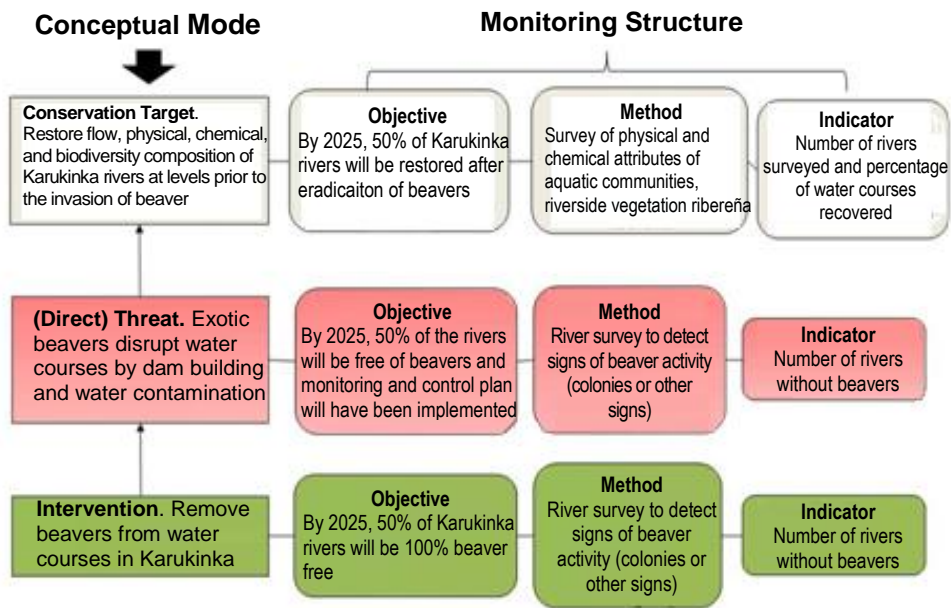 Conceptual Mode
Monitoring Structure
Conservation Target.
Restore flow, physical, chemical,
and biodiversity composition of
Karukinka rivers at levels prior to
the invasion of beaver
Objective
By 2025, 50% of Karukinka
rivers will be restored after
eradicaiton of beavers
Method
Survey of physical and
chemical attributes of
aquatic communities,
riverside vegetation ribereña
Indicator
Number of rivers
surveyed and percentage
of water courses
recovered
(Direct) Threat. Exotic
beavers disrupt water
courses by dam building
and water contamination
Objective
By 2025, 50% of the rivers
will be free of beavers and
monitoring and control plan
will have been implemented
Method
River survey to detect
signs of beaver activity
(colonies or other
signs)
Indicator
Number of rivers
without beavers
Intervention. Remove
beavers from water
courses in Karukinka
Objective
By 2025, 50% of Karukinka
rivers will be 100% beaver
free
Method
River survey to detect
signs of beaver
activity (colonies or
other signs)
Indicator
Number of rivers
without beavers